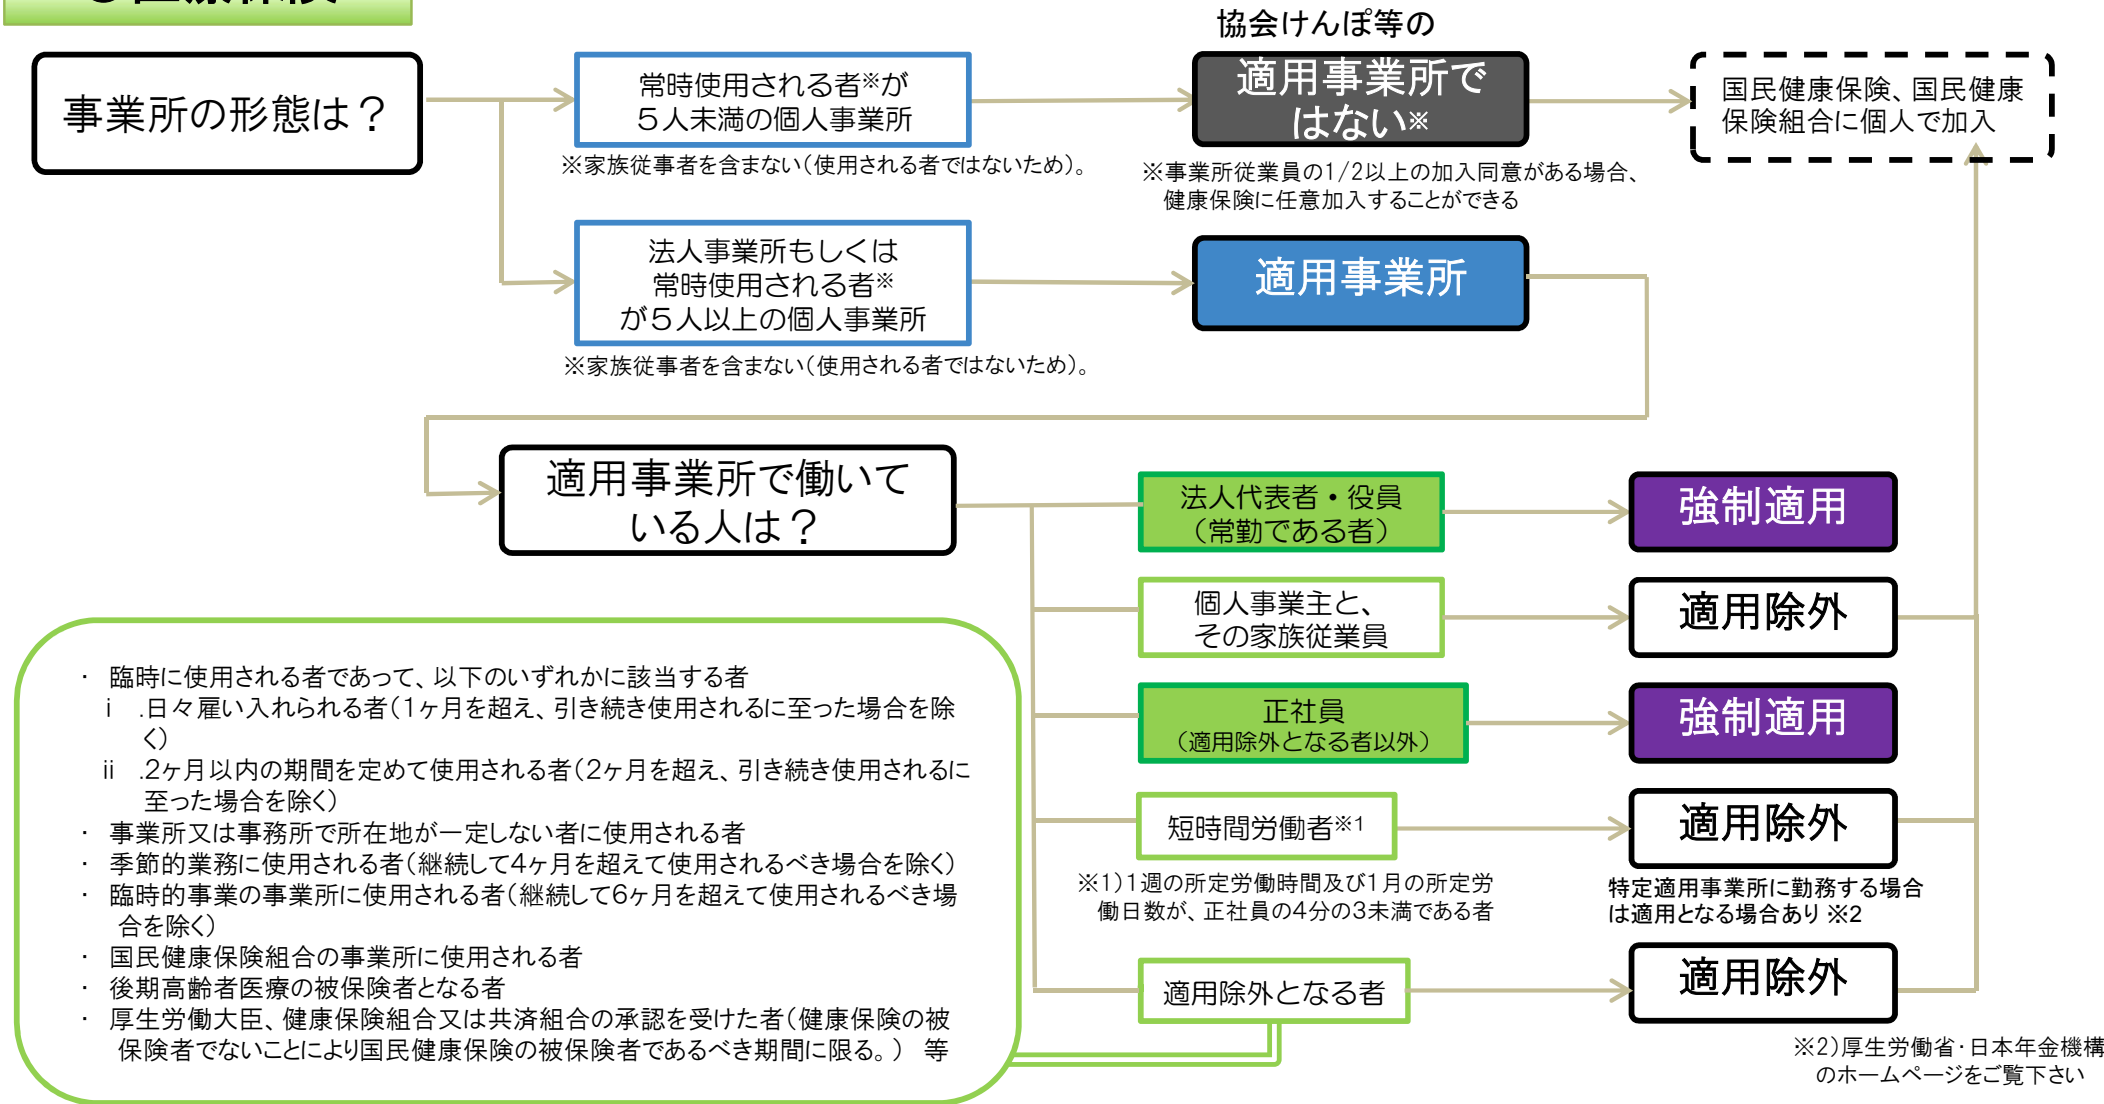 協会けんぽ等の
事業所の形態は？
常時使用される者※が
５人未満の個人事業所
※家族従事者を含まない（使用される者ではないため）。
適用事業所で
はない※
※事業所従業員の1/2以上の加入同意がある場合、
健康保険に任意加入することができる
国民健康保険、国民健康
保険組合に個人で加入
法人事業所もしくは
常時使用される者※
が５人以上の個人事業所
※家族従事者を含まない（使用される者ではないため）。
適用事業所
適用事業所で働いて
いる人は？
法人代表者・役員
（常勤である者）
強制適用
個人事業主と、
その家族従業員
適用除外
正社員
（適用除外となる者以外）
強制適用
短時間労働者※1
適用除外
※1）1週の所定労働時間及び1月の所定労
働日数が、正社員の4分の3未満である者
特定適用事業所に勤務する場合
は適用となる場合あり ※2
適用除外となる者
適用除外
※2）厚生労働省・日本年金機構
のホームページをご覧下さい
・ 臨時に使用される者であって、以下のいずれかに該当する者
ⅰ .日々雇い入れられる者（1ヶ月を超え、引き続き使用されるに至った場合を除
く）
ⅱ .2ヶ月以内の期間を定めて使用される者（2ヶ月を超え、引き続き使用されるに
至った場合を除く）
・ 事業所又は事務所で所在地が一定しない者に使用される者
・ 季節的業務に使用される者（継続して4ヶ月を超えて使用されるべき場合を除く）
・ 臨時的事業の事業所に使用される者（継続して6ヶ月を超えて使用されるべき場
合を除く）
・ 国民健康保険組合の事業所に使用される者
・ 後期高齢者医療の被保険者となる者
・ 厚生労働大臣、健康保険組合又は共済組合の承認を受けた者（健康保険の被
保険者でないことにより国民健康保険の被保険者であるべき期間に限る。） 等